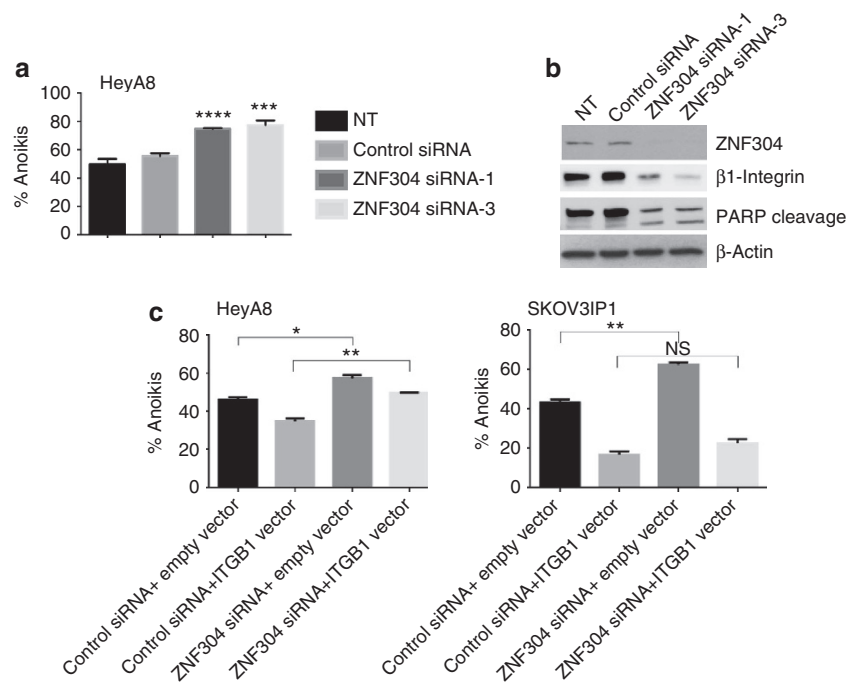 a
HeyA8
% Anoikis
100
80
60
40
20
0
**** ***
NT
Control siRNA
ZNF304 siRNA-1
ZNF304 siRNA-3
b
NT
Control siRNA
ZNF304 siRNA-1
ZNF304 siRNA-3
ZNF304
β1-Integrin
PARP cleavage
β-Actin
c
HeyA8
% Anoikis
80
60
40
20
0
*
**
Control siRNA+ empty vector
Control siRNA+ITGB1 vector
ZNF304 siRNA+ empty vector
ZNF304 siRNA+ITGB1 vector
SKOV3IP1
% Anoikis
80
60
40
20
0
**
NS
Control siRNA+ empty vector
Control siRNA+ITGB1 vector
ZNF304 siRNA+ empty vector
ZNF304 siRNA+ITGB1 vector